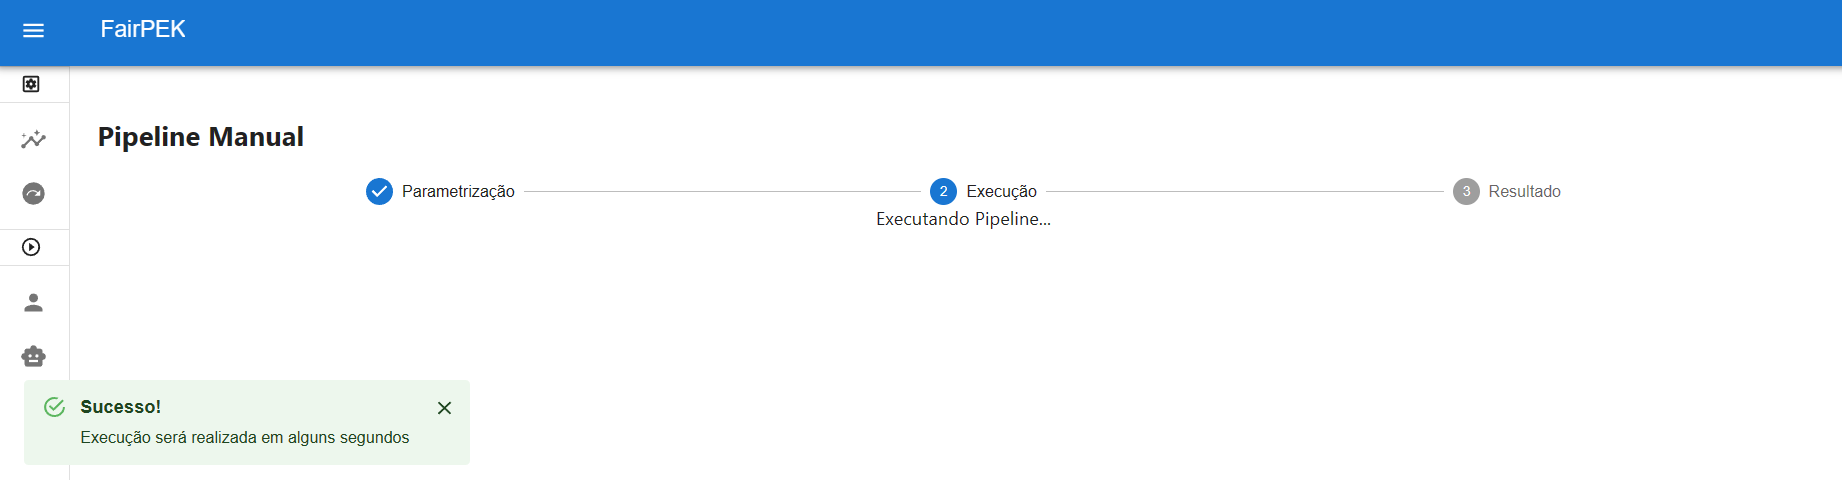 FairPEK
Pipeline Manual
Parametrização
2 Execução
3 Resultado
Executando Pipeline...
Sucesso!
Execução será realizada em alguns segundos